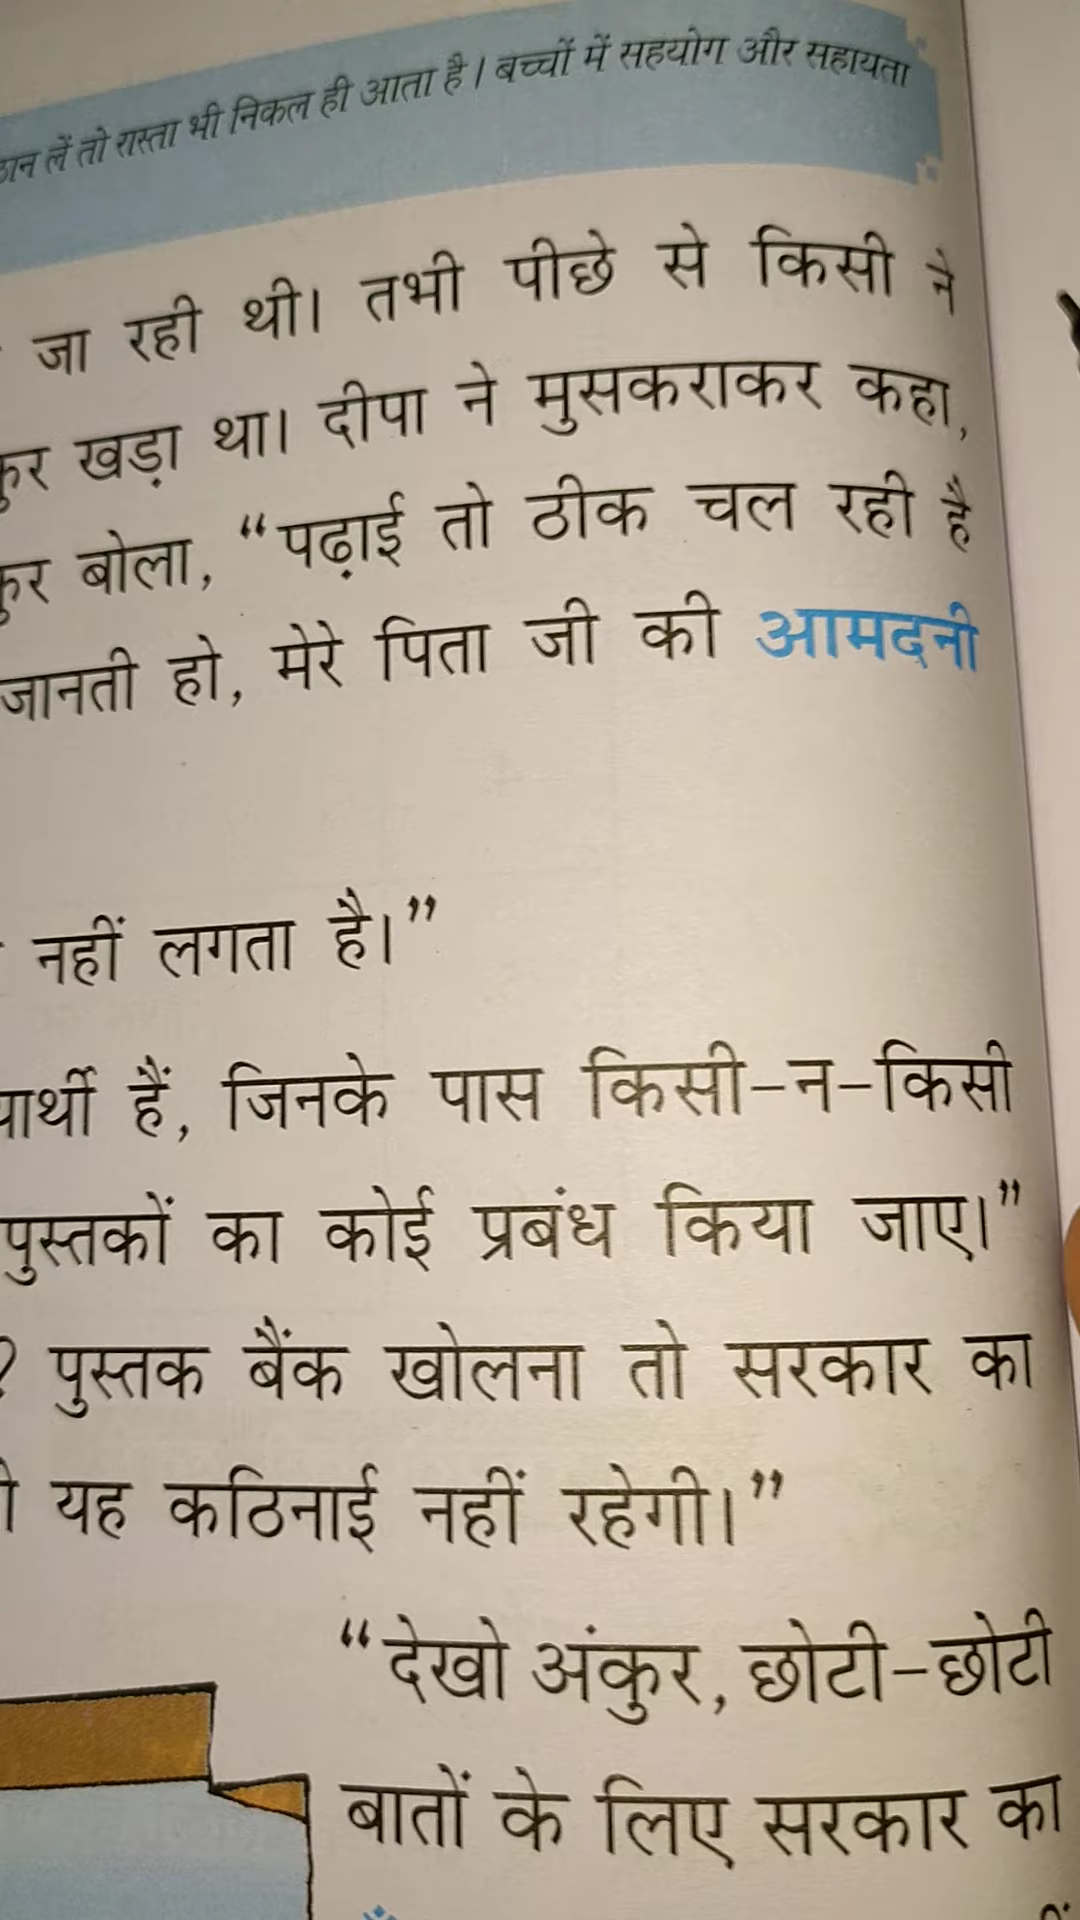 लें तो रास्ता भी निकल ही आता है। बच्चों में सहयोग और सहायता
जा रही थी। तभी पीछे से किसी ने
खड़ा था। दीपा ने मुसकराकर कहा,
बोला, “पढ़ाई तो ठीक चल रही है
जानती हो, मेरे पिता जी की आमदनी
नहीं लगता है।”
हैं, जिनके पास किसी-न-किसी
पुस्तकों का कोई प्रबंध किया जाए।”
? पुस्तक बैंक खोलना तो सरकार का
यह कठिनाई नहीं रहेगी।”
“देखो अंकुर, छोटी-छोटी
बातों के लिए सरकार का